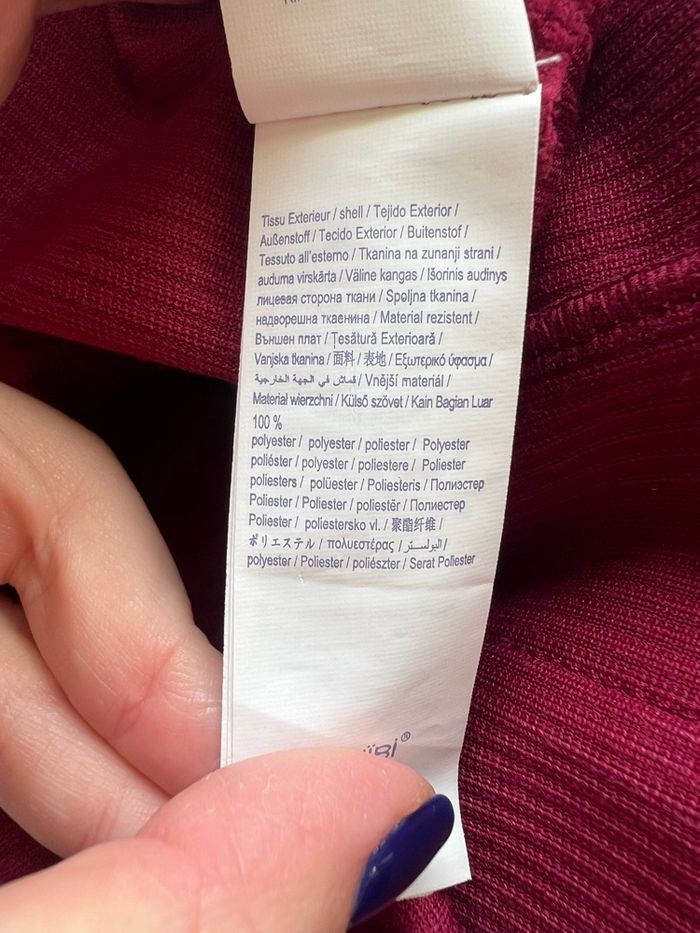 Tissu Exterieur / shell / Tejido Exterior /
Außenstoff / Tecido Exterior / Buitenstof /
Tessuto all'esterno / Tkanina na zunanji strani /
auduma virskārta / Väline kangas / Išorinis audinys
лицевая сторона ткани / Spoljna tkanina /
надворешна ткаенина / Material rezistent /
Външен плат / Țesătură Exterioară /
Vanjska tkanina / 面料 / 表地 / Εξωτερικό ύφασμα /
قماش في الجهة الخارجية / Vnější materiál /
Materiał wierzchni / Külső szövet / Kain Bagian Luar
100 %
polyester / polyester / poliester / Polyester
poliéster / polyester / poliestere / Poliester
poliesters / polüester / Poliesteris / Полиэстер
Poliester / Poliester / poliestër / Полиестер
Poliester / poliestersko vl. / 聚酯纤维 /
ポリエステル / πολυεστέρας / البولستر /
polyester / Poliester / poliészter / Serat Poliester